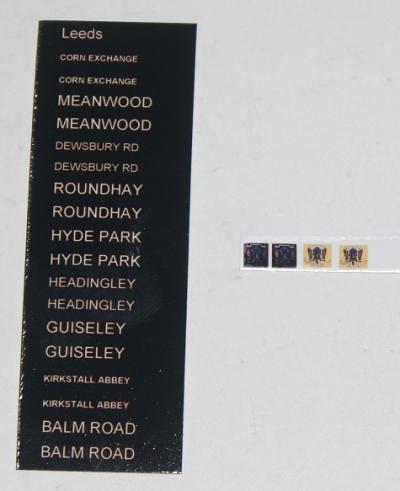 Leeds
CORN EXCHANGE
CORN EXCHANGE
MEANWOOD
MEANWOOD
DEWSBURY RD
DEWSBURY RD
ROUNDHAY
ROUNDHAY
HYDE PARK
HYDE PARK
HEADINGLEY
HEADINGLEY
GUISELEY
GUISELEY
KIRKSTALL ABBEY
KIRKSTALL ABBEY
BALM ROAD
BALM ROAD